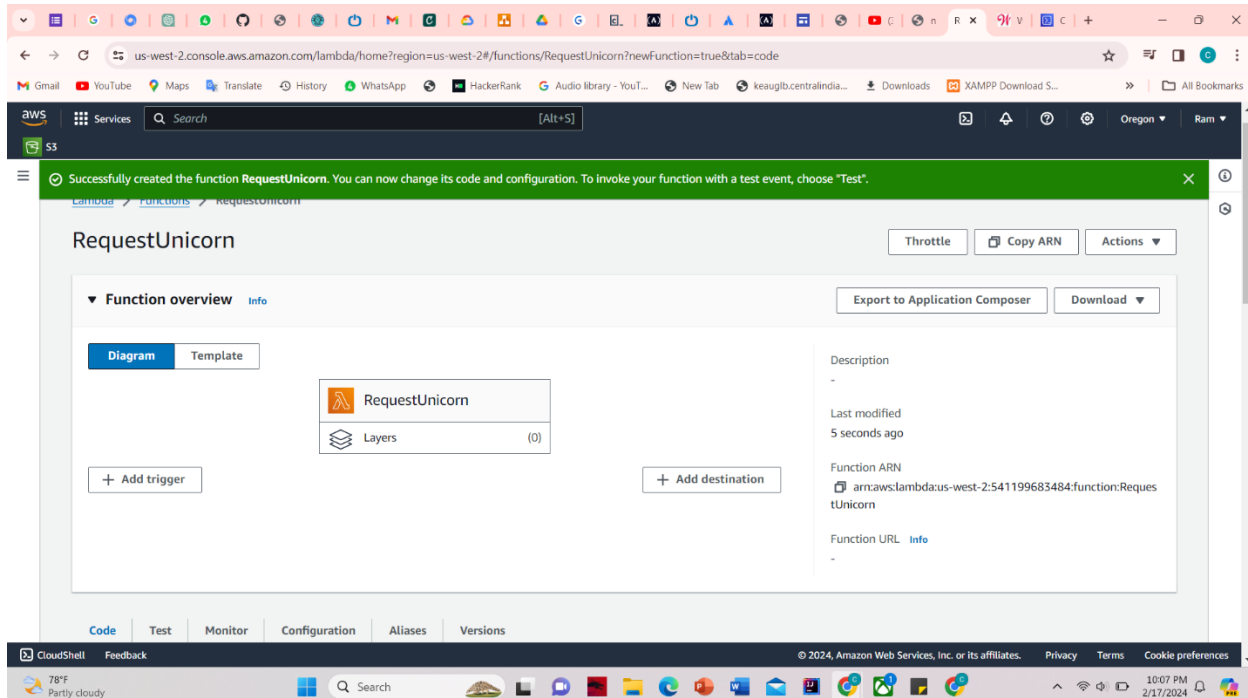 R
us-west-2.console.aws.amazon.com/lambda/home?region=us-west-2#/functions/RequestUnicorn?newFunction=true&tab=code
Gmail YouTube Maps Translate History WhatsApp HackerRank Audio library - YouT... New Tab keauglb.centralindia... Downloads XAMPP Download S... » All Bookmarks
aws Services Search [Alt+S] Oregon Ram
S3
Successfully created the function RequestUnicorn. You can now change its code and configuration. To invoke your function with a test event, choose "Test".
Lambda > Functions > RequestUnicorn
RequestUnicorn Throttle Copy ARN Actions
Function overview Info Export to Application Composer Download
Diagram Template
Description
-
RequestUnicorn
Layers (0)
Last modified
5 seconds ago
+ Add trigger + Add destination
Function ARN
arn:aws:lambda:us-west-2:541199683484:function:Reques
tUnicorn
Function URL Info
-
Code Test Monitor Configuration Aliases Versions
CloudShell Feedback © 2024, Amazon Web Services, Inc. or its affiliates. Privacy Terms Cookie preferences
78°F
Partly cloudy
Search
10:07 PM
2/17/2024